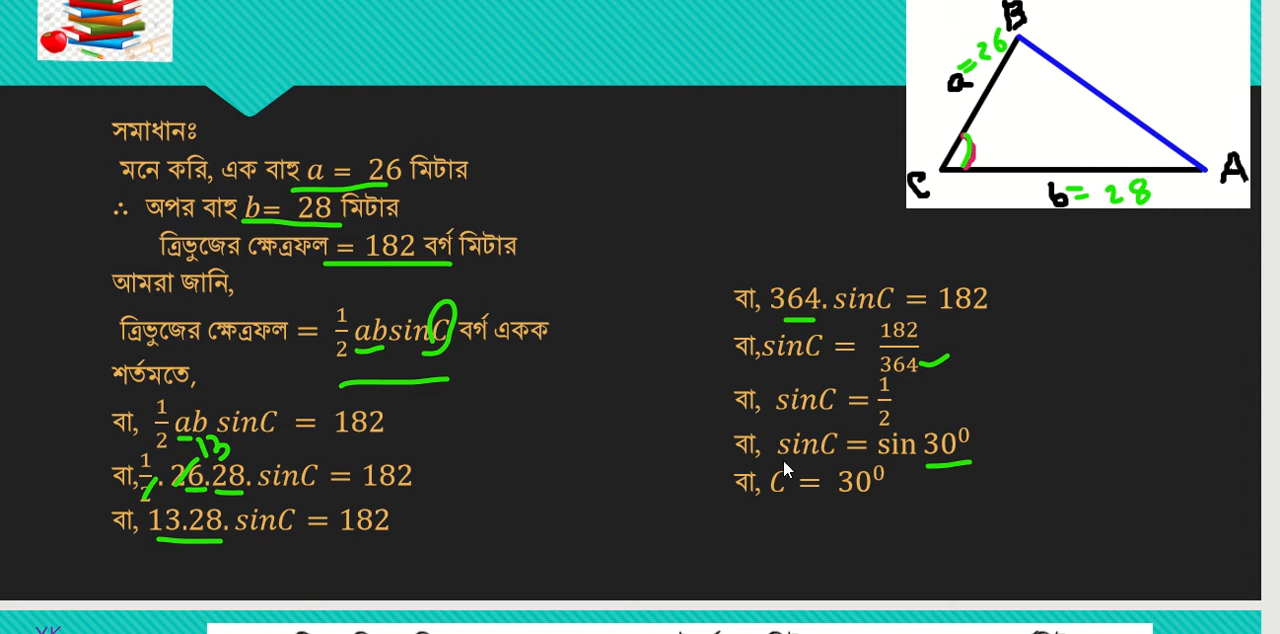 সমাধানঃ
মনে করি, এক বাহু a = 26 মিটার
∴ অপর বাহু b= 28 মিটার
ত্রিভুজের ক্ষেত্রফল = 182 বর্গ মিটার
আমরা জানি,
ত্রিভুজের ক্ষেত্রফল = 1/2 absinC বর্গ একক
শর্তমতে,
বা, 1/2 ab sinC = 182
13
বা, 1/2 . 26.28. sinC = 182
বা, 13.28. sinC = 182
বা, 364. sinC = 182
বা, sinC = 182/364
বা, sinC = 1/2
বা, sinC = sin 30⁰
বা, C = 30⁰
B
a = 26
C
A
b = 28